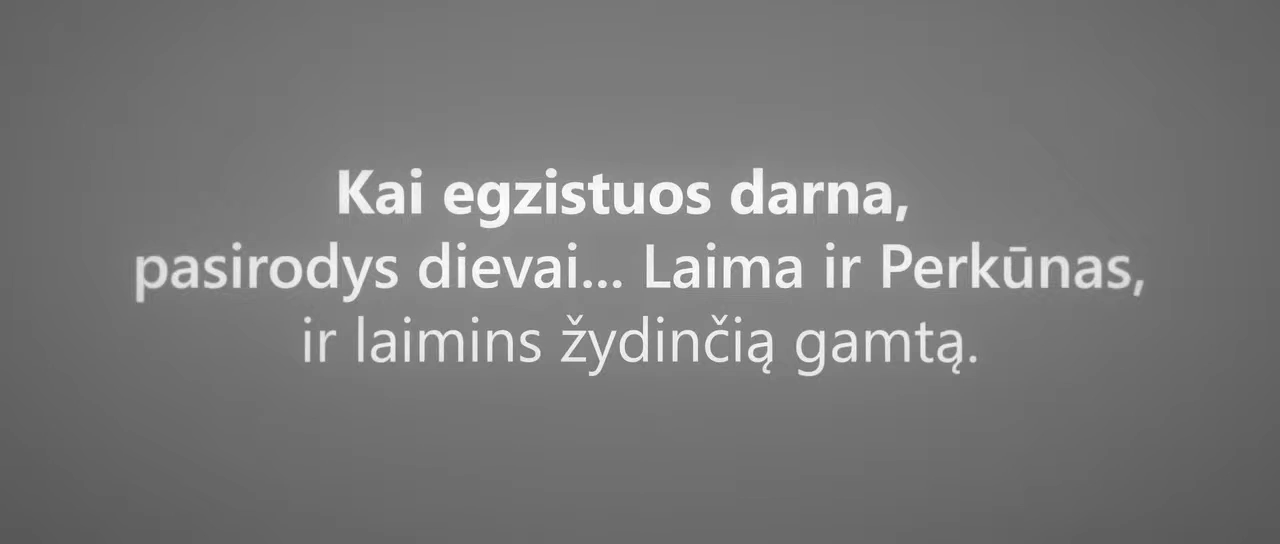 Kai egzistuos darna,
pasirodys dievai... Laima ir Perkūnas,
ir laimins žydinčią gamtą.